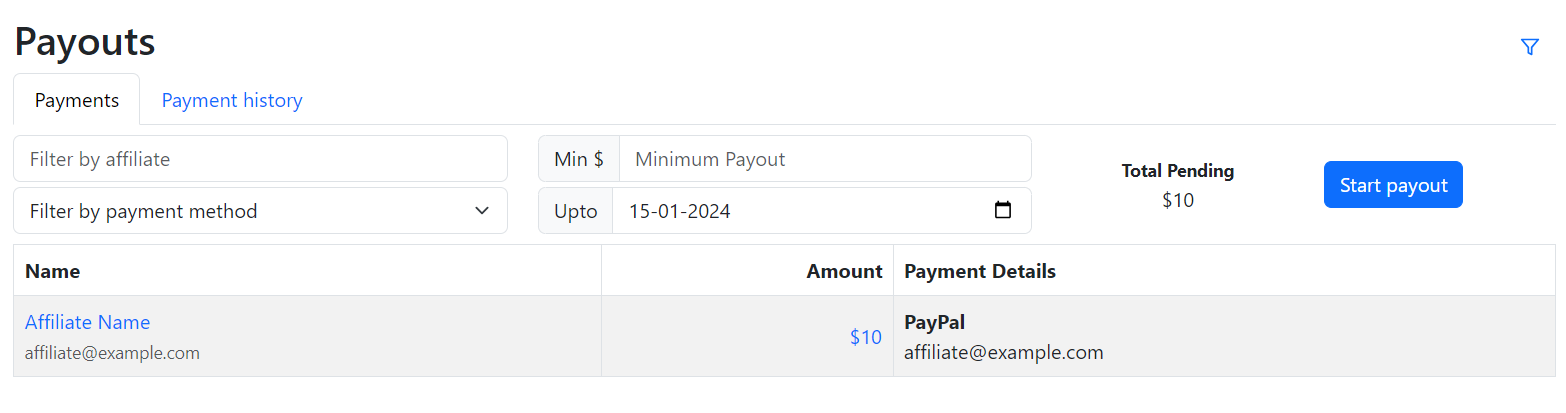 Payouts
Payments
Payment history
Filter by affiliate
Min $
Minimum Payout
Filter by payment method
Upto
15-01-2024
Total Pending
$10
Start payout
Name
Amount
Payment Details
Affiliate Name
affiliate@example.com
$10
PayPal
affiliate@example.com